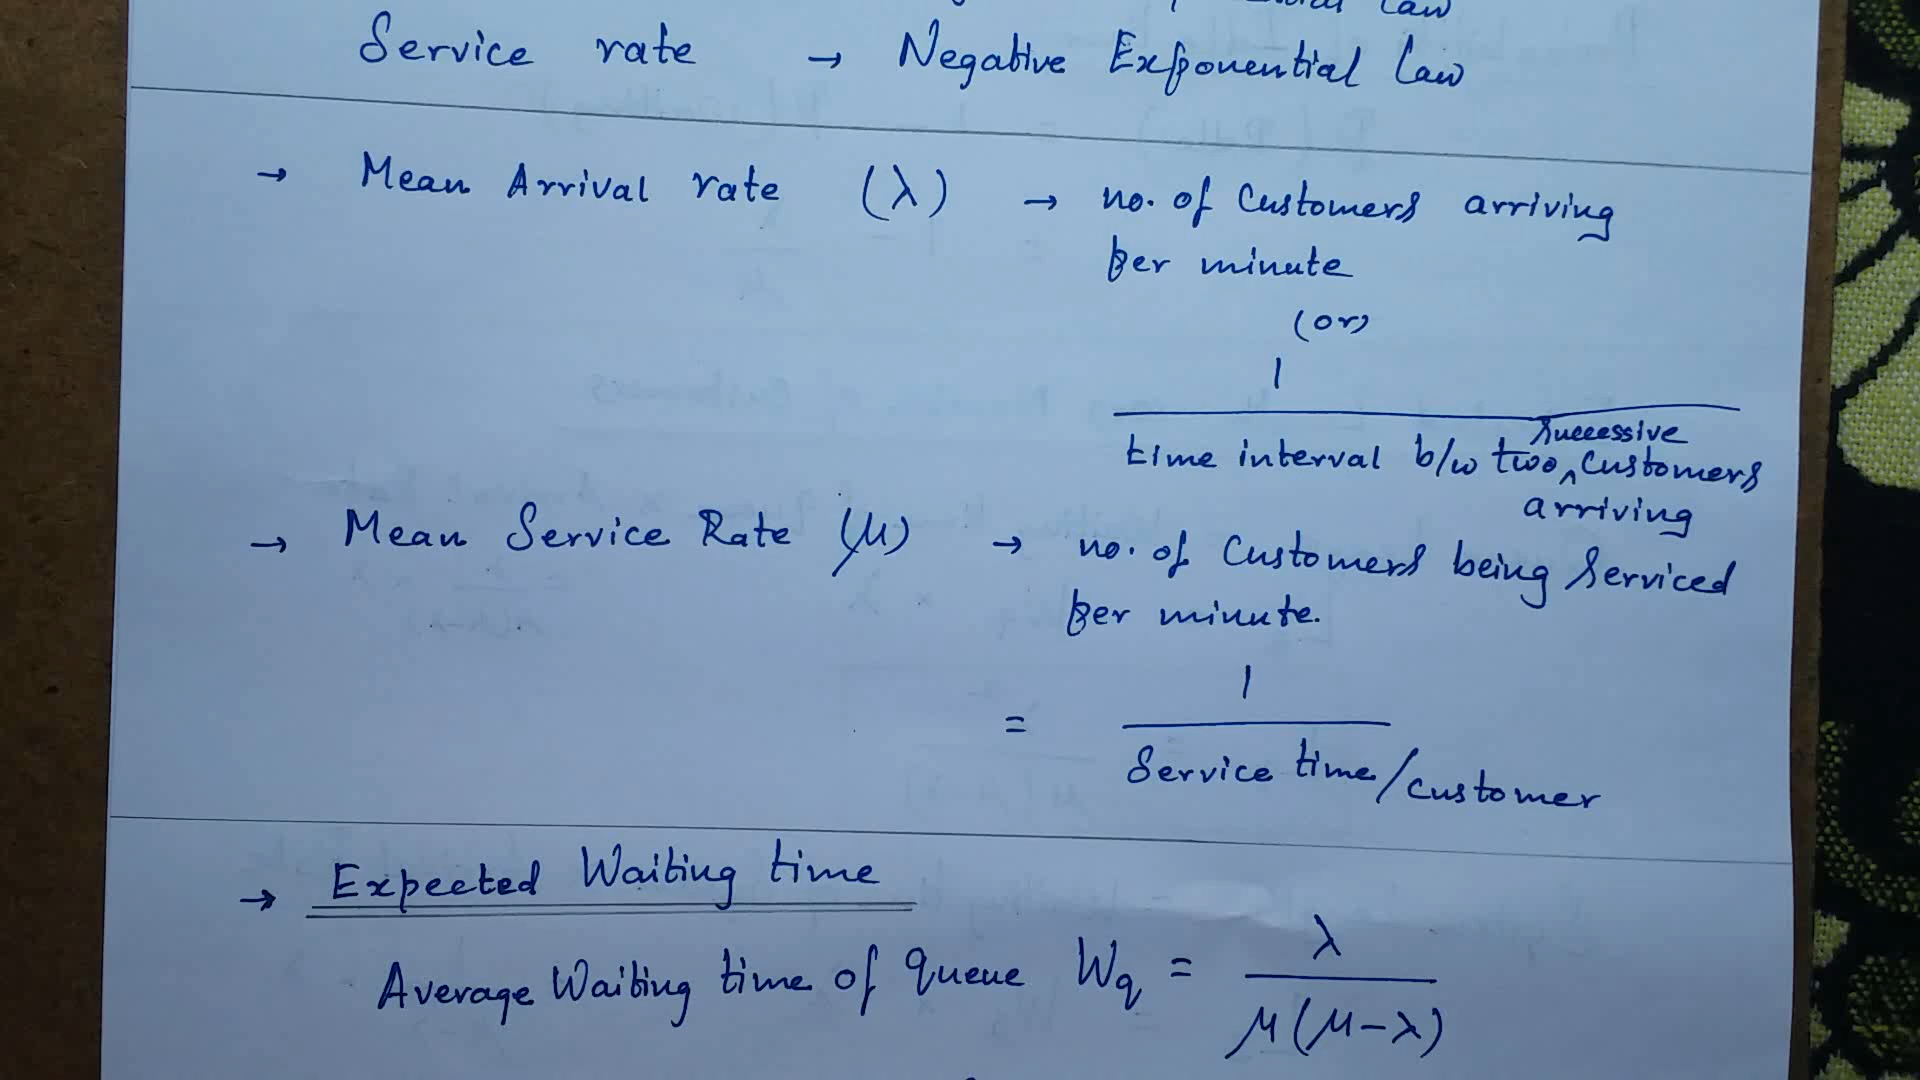 Law
Service rate → Negative Exponential Law
→ Mean Arrival rate (λ) → no. of Customers arriving
per minute
(or)
1
successive
time interval b/w two ^ Customers
arriving
→ Mean Service Rate (μ) → no. of Customers being Serviced
per minute.
1
=
Service time/customer
→ Expected Waiting time
Average Waiting time of queue Wq = λ
μ(μ-λ)